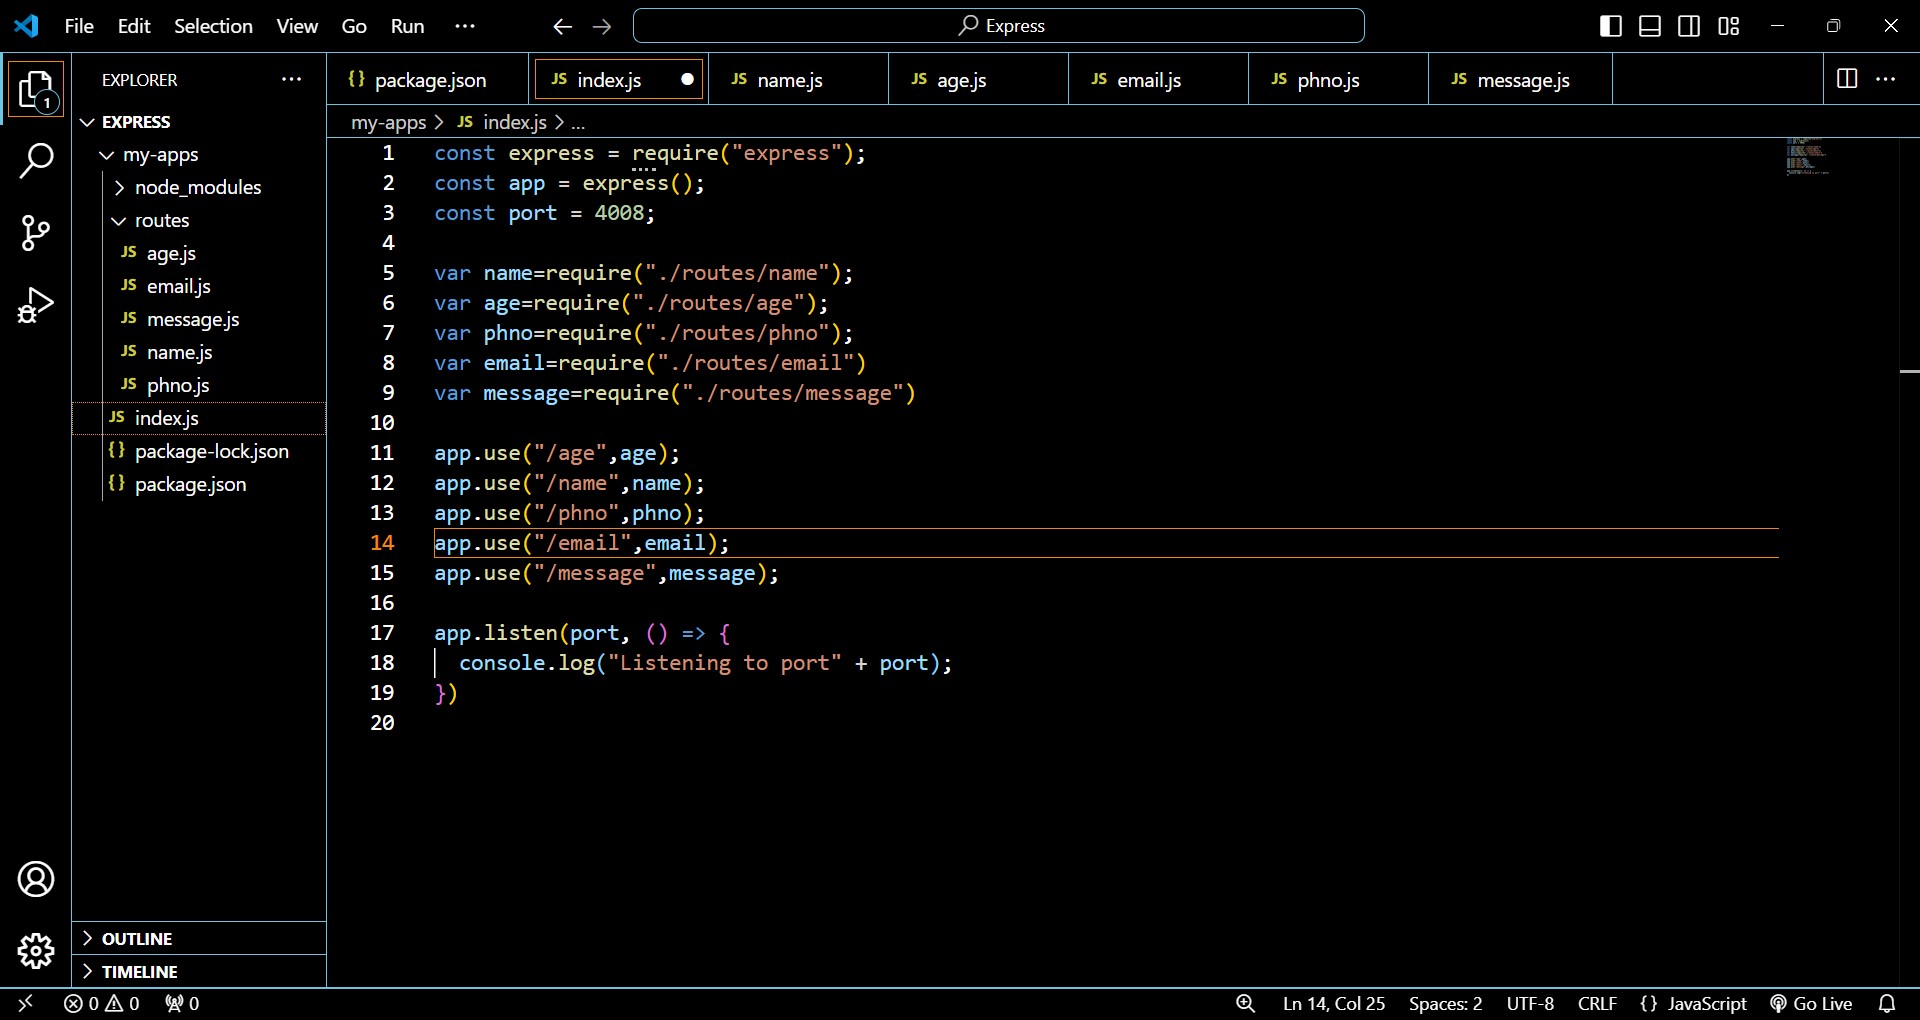 File Edit Selection View Go Run ···
Express
EXPLORER ···
EXPRESS
my-apps
node_modules
routes
JS age.js
JS email.js
JS message.js
JS name.js
JS phno.js
JS index.js
{} package-lock.json
{} package.json
OUTLINE
TIMELINE
1
{} package.json JS index.js JS name.js JS age.js JS email.js JS phno.js JS message.js
my-apps > JS index.js > ...
1 const express = require("express");
2 const app = express();
3 const port = 4008;
4
5 var name=require("./routes/name");
6 var age=require("./routes/age");
7 var phno=require("./routes/phno");
8 var email=require("./routes/email")
9 var message=require("./routes/message")
10
11 app.use("/age",age);
12 app.use("/name",name);
13 app.use("/phno",phno);
14 app.use("/email",email);
15 app.use("/message",message);
16
17 app.listen(port, () => {
18 console.log("Listening to port" + port);
19 })
20
0 0 0 Ln 14, Col 25 Spaces: 2 UTF-8 CRLF {} JavaScript Go Live